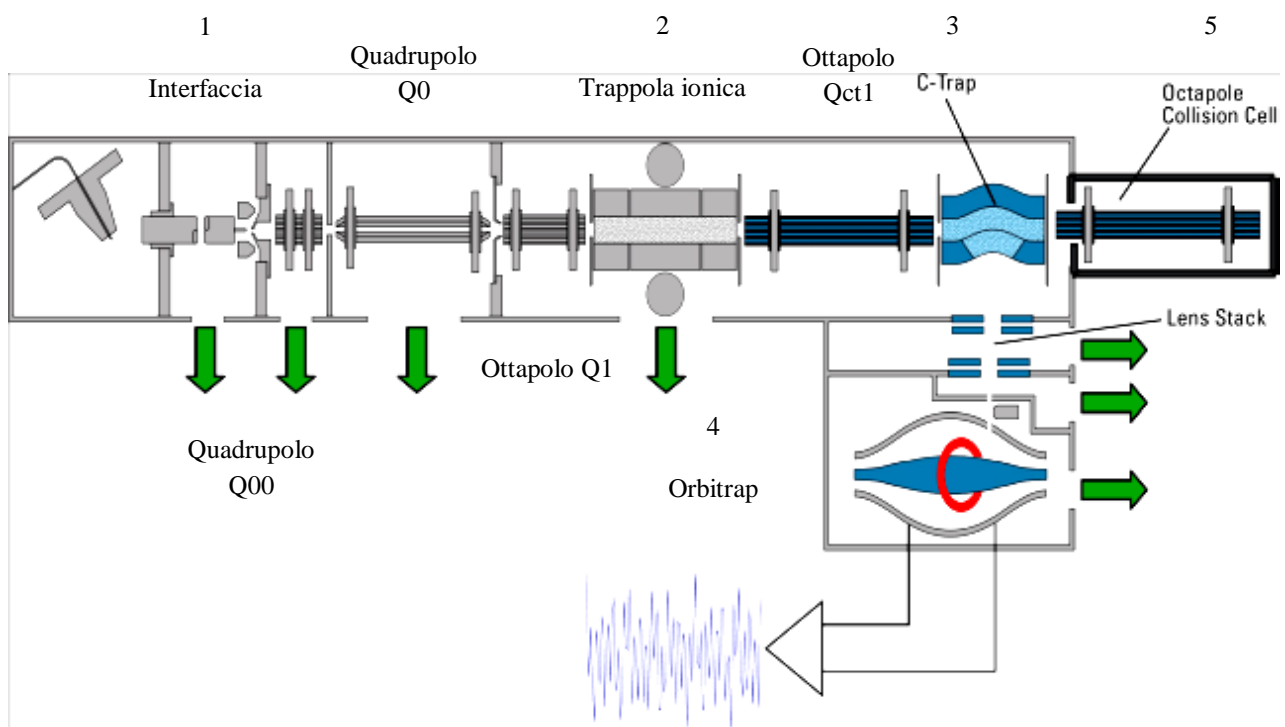 1
2
3
5
Quadrupolo
Q0
Ottapolo
Qct1
Interfaccia
Trappola ionica
C-Trap
Octapole
Collision Cell
Lens Stack
Ottapolo Q1
4
Quadrupolo
Q00
Orbitrap